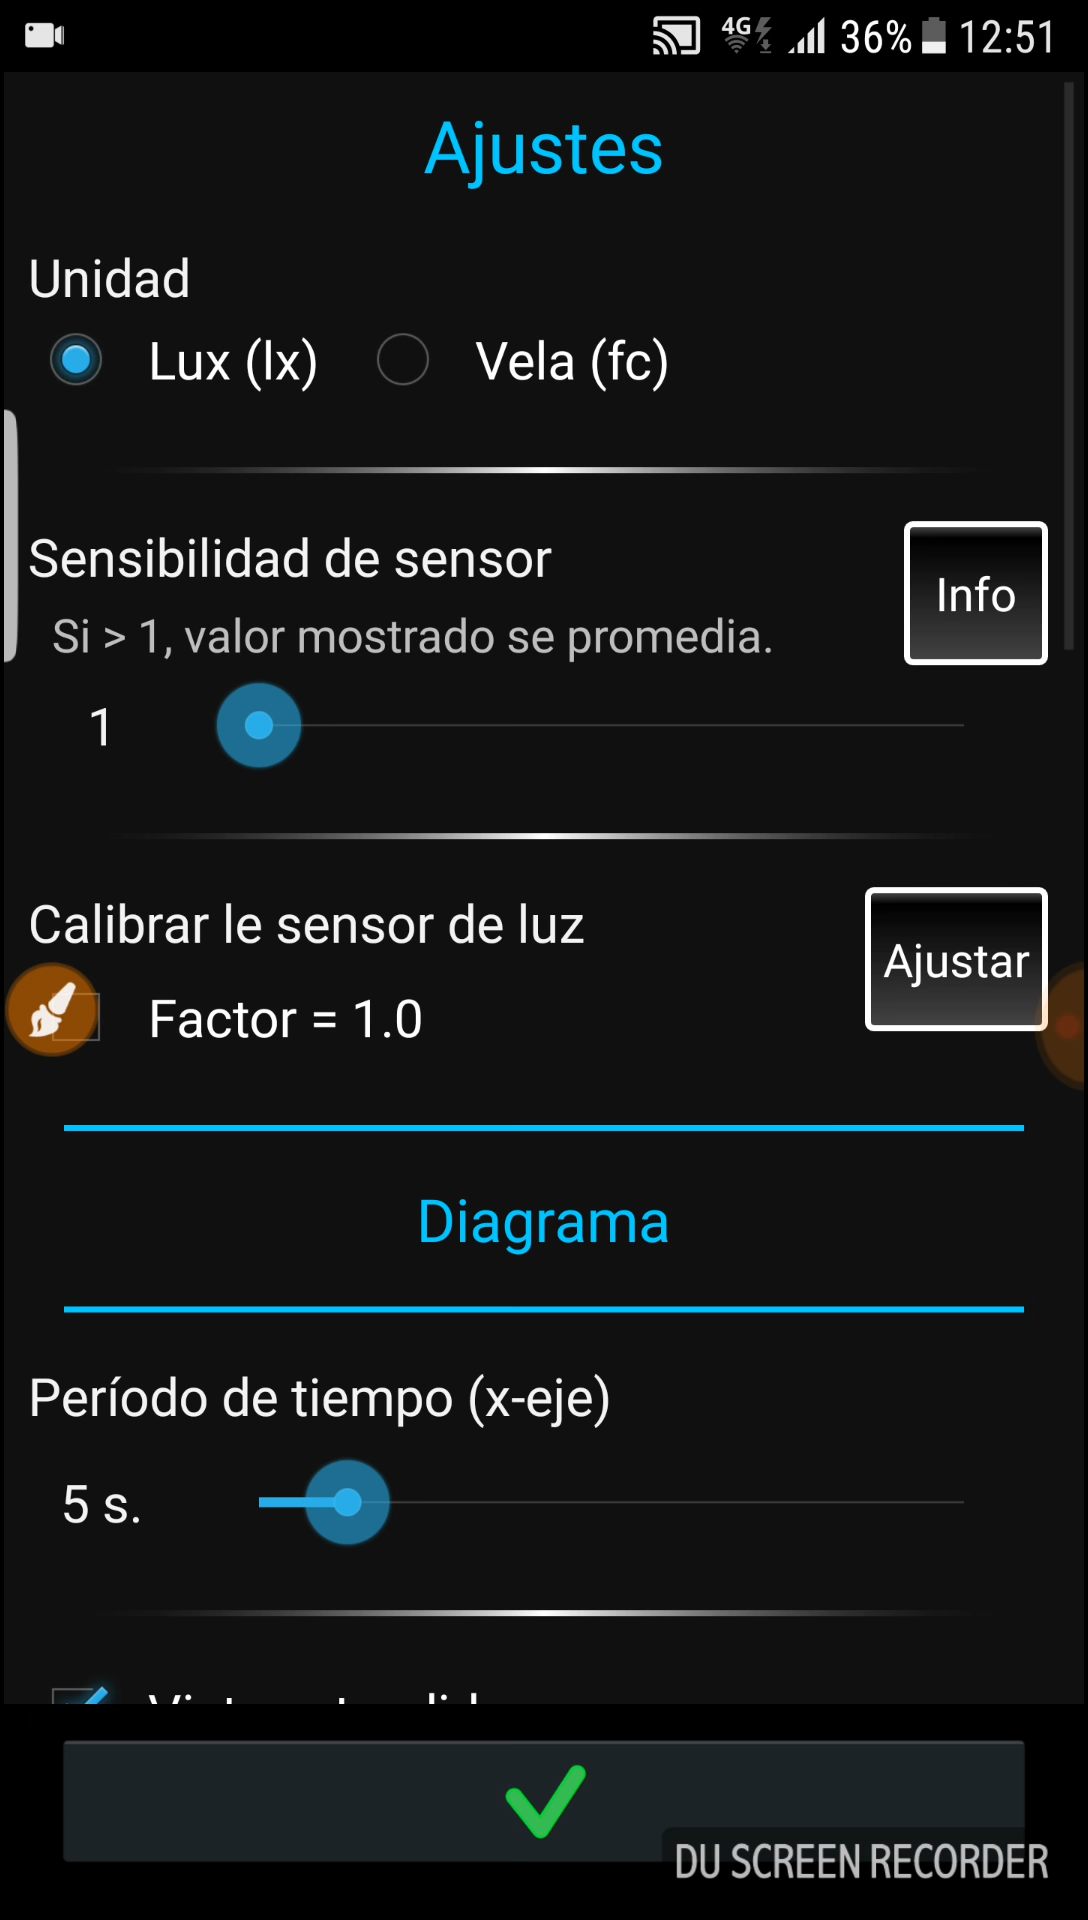 4G 36% 12:51
Ajustes
Unidad
Lux (lx) Vela (fc)
Sensibilidad de sensor
Info
Si > 1, valor mostrado se promedia.
1
Calibrar le sensor de luz
Ajustar
Factor = 1.0
Diagrama
Período de tiempo (x-eje)
5 s.
DU SCREEN RECORDER